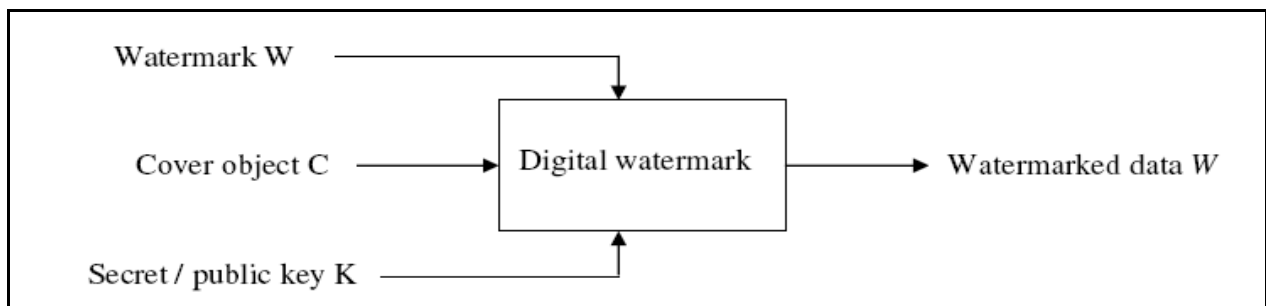 Watermark W
Cover object C
Digital watermark
Watermarked data W
Secret / public key K